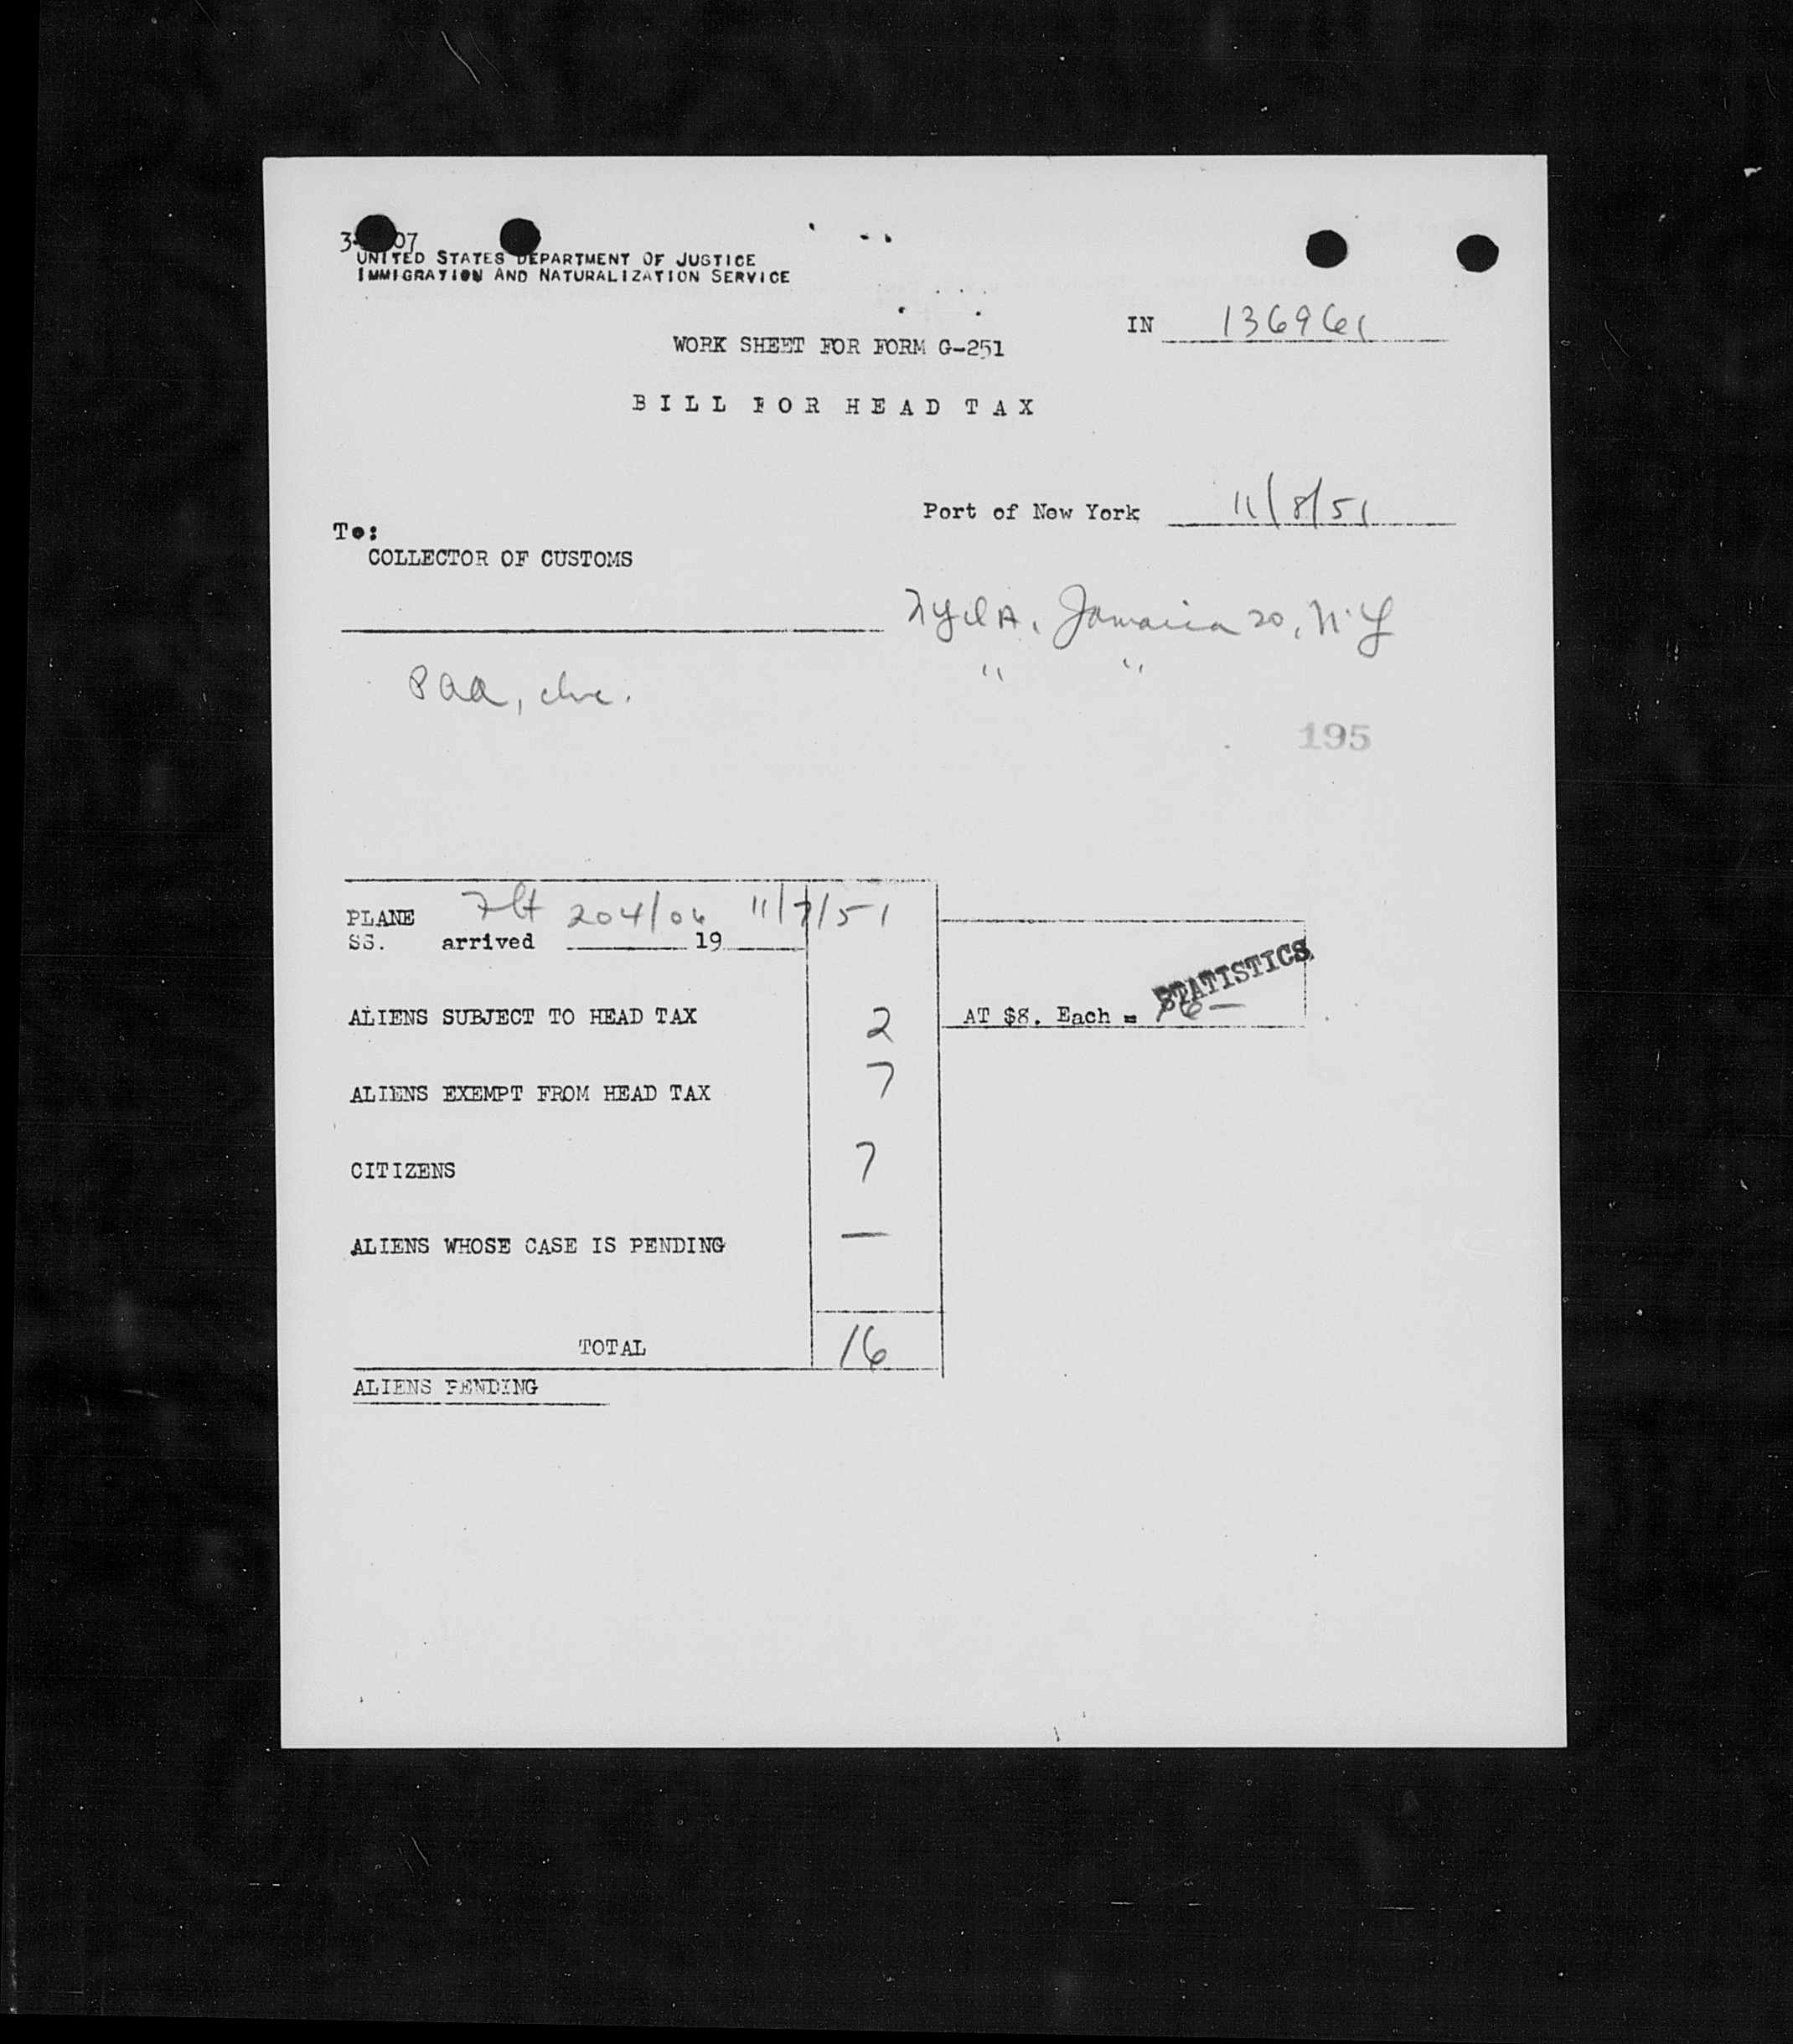 3- 07
UNITED STATES DEPARTMENT OF JUSTICE
IMMIGRATION AND NATURALIZATION SERVICE
IN 136961
WORK SHEET FOR FORM G-251
BILL FOR HEAD TAX
Port of New York 11/8/51
To:
COLLECTOR OF CUSTOMS
NYIA, Jamaica 20, N.Y
" "
PAA, Inc.
195
PLANE Flt 204/06 11/7/51
SS. arrived 19
STATISTICS
ALIENS SUBJECT TO HEAD TAX 2 AT $8. Each = 16 —
ALIENS EXEMPT FROM HEAD TAX 7
CITIZENS 7
ALIENS WHOSE CASE IS PENDING —
TOTAL 16
ALIENS PENDING